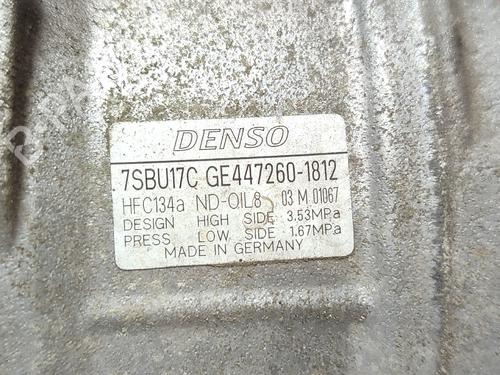 DENSO
7SBU17C GE447260-1812
HFC134a ND-OIL8 03 M 01067
DESIGN HIGH SIDE 3.53MPa
PRESS LOW SIDE 1.67MPa
MADE IN GERMANY